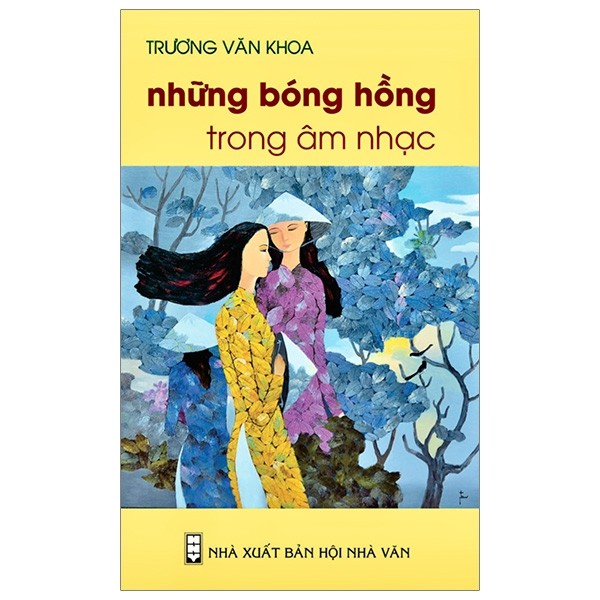 TRƯƠNG VĂN KHOA
những bóng hồng
trong âm nhạc
NHÀ XUẤT BẢN HỘI NHÀ VĂN